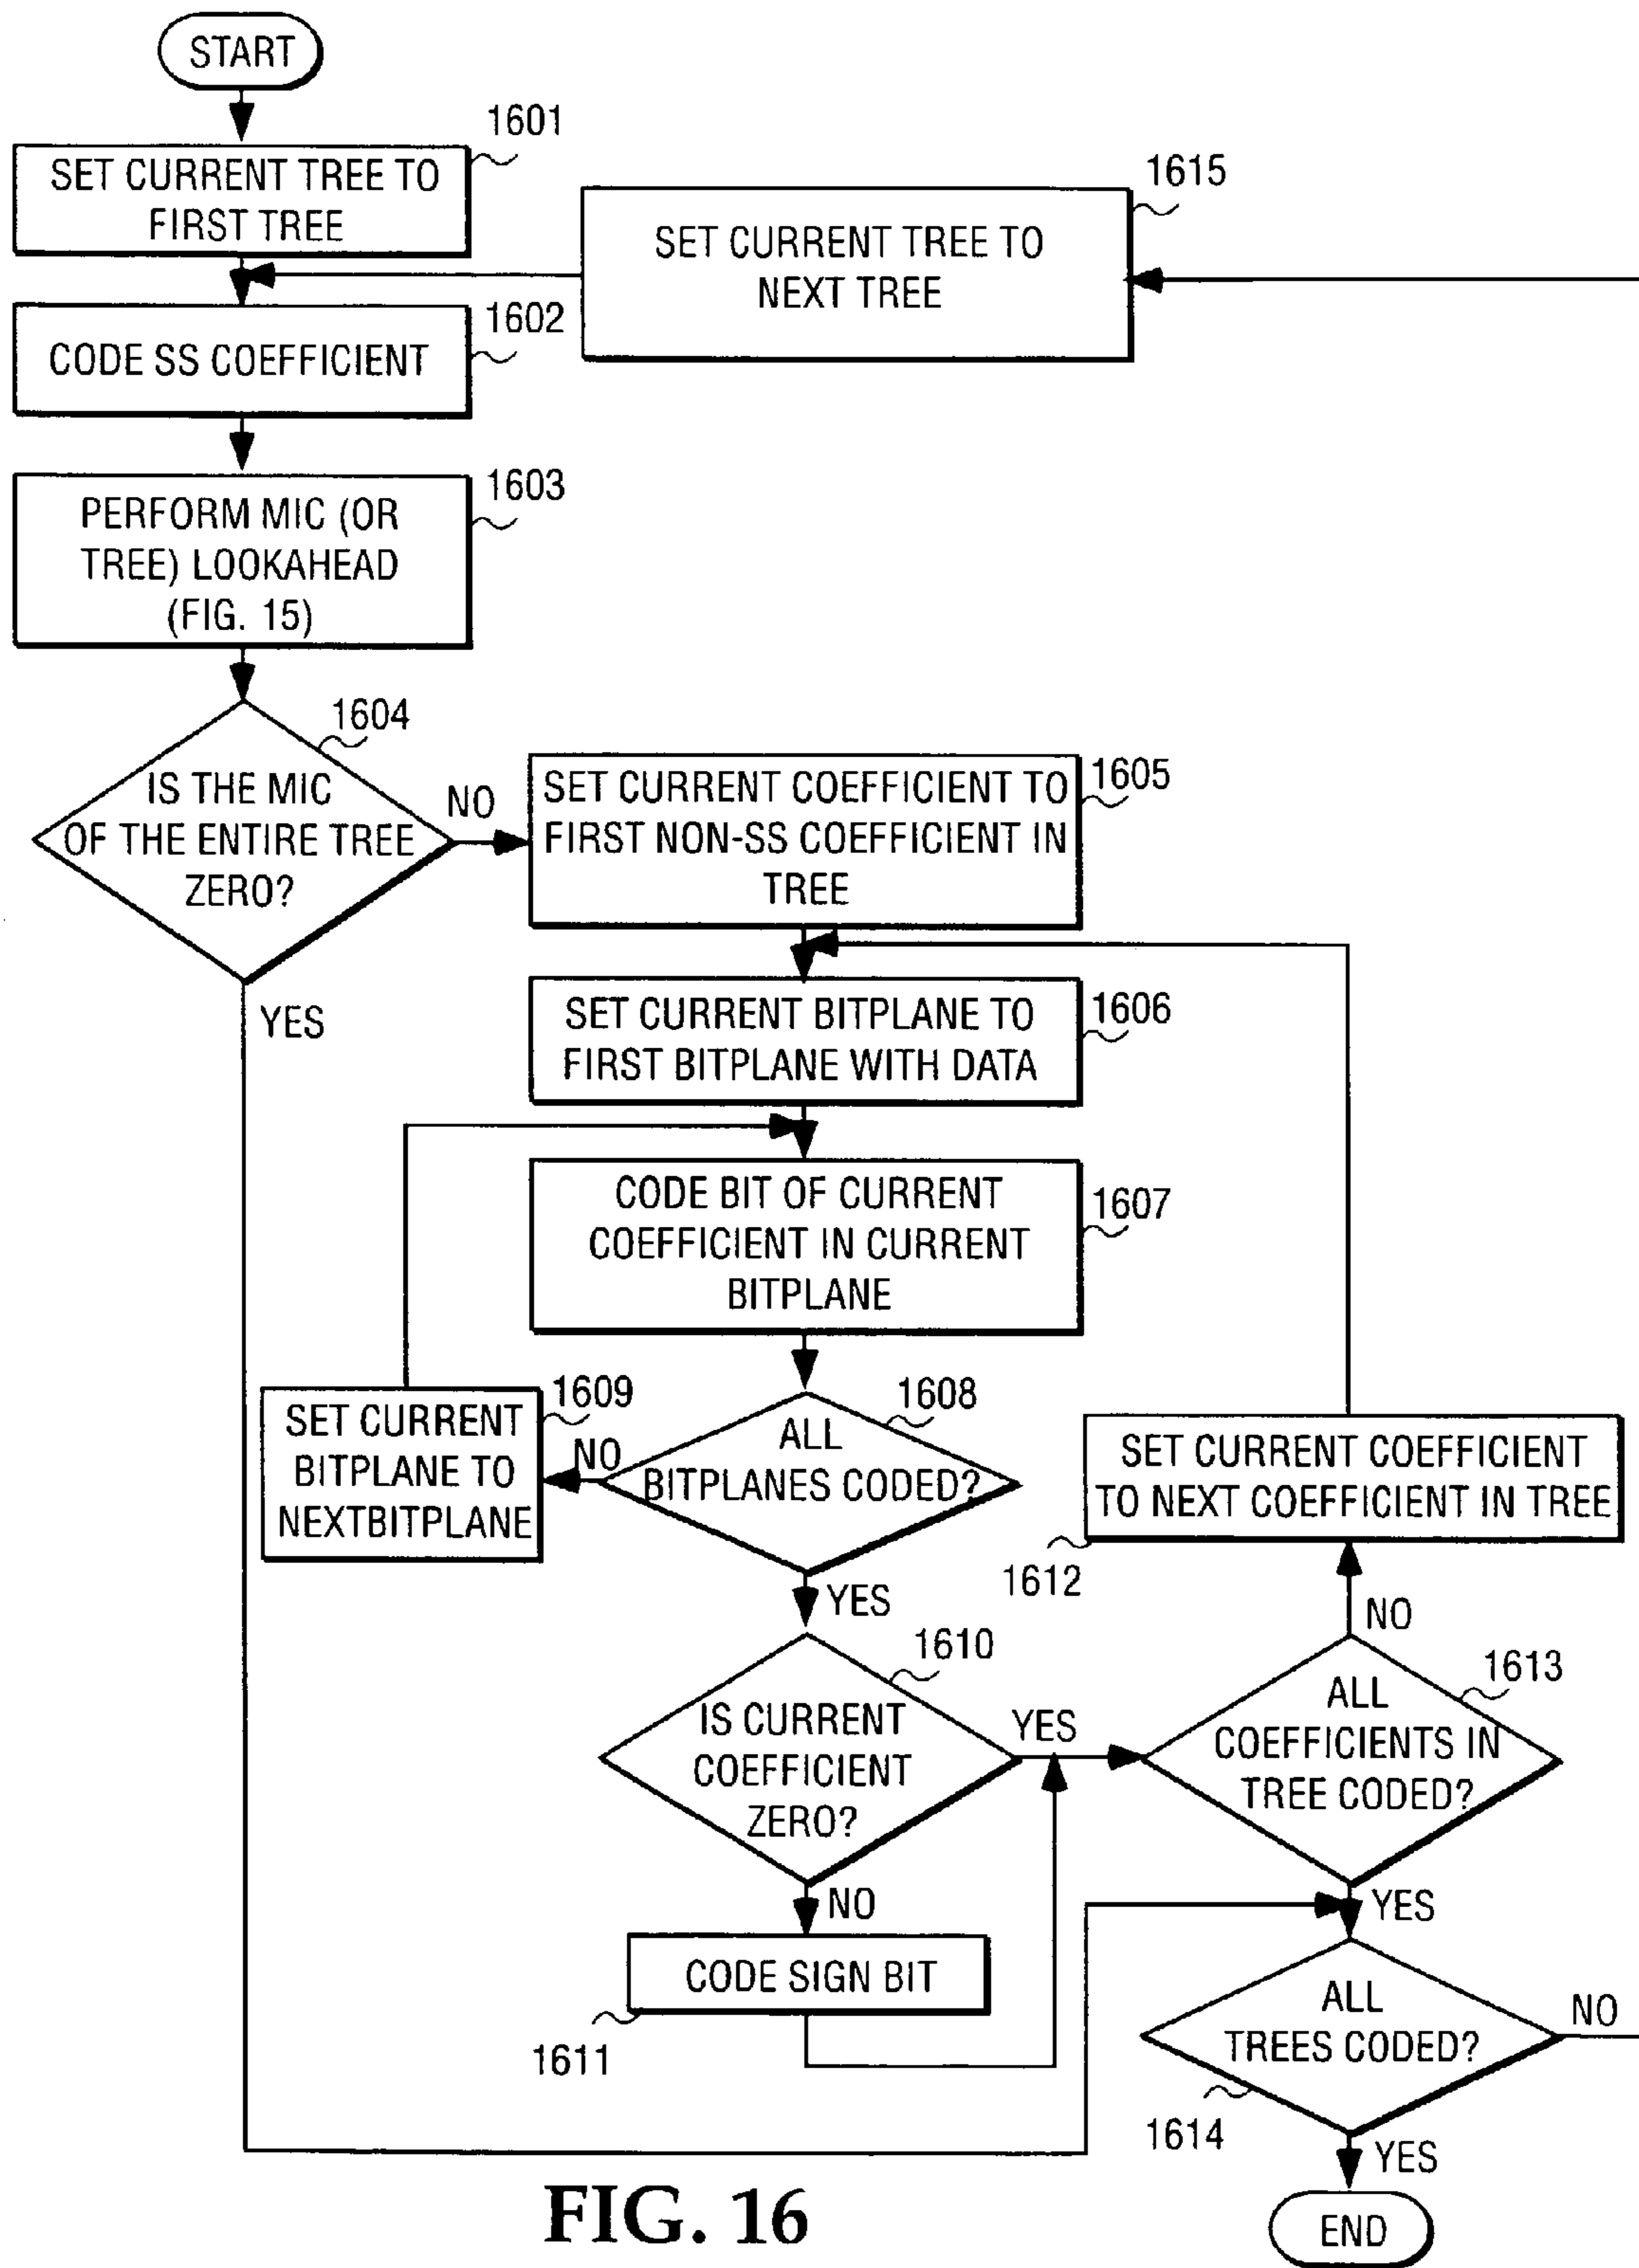 START
1601
SET CURRENT TREE TO
FIRST TREE
1615
SET CURRENT TREE TO
NEXT TREE
1602
CODE SS COEFFICIENT
1603
PERFORM MIC (OR
TREE) LOOKAHEAD
(FIG. 15)
1604
IS THE MIC
OF THE ENTIRE TREE
ZERO?
NO
YES
1605
SET CURRENT COEFFICIENT TO
FIRST NON-SS COEFFICIENT IN
TREE
1606
SET CURRENT BITPLANE TO
FIRST BITPLANE WITH DATA
1607
CODE BIT OF CURRENT
COEFFICIENT IN CURRENT
BITPLANE
1608
ALL
BITPLANES CODED?
NO
1609
SET CURRENT
BITPLANE TO
NEXTBITPLANE
YES
1610
IS CURRENT
COEFFICIENT
ZERO?
YES
NO
CODE SIGN BIT
1611
SET CURRENT COEFFICIENT
TO NEXT COEFFICIENT IN TREE
1612
NO
1613
ALL
COEFFICIENTS IN
TREE CODED?
YES
ALL
TREES CODED?
NO
1614
YES
END
FIG. 16